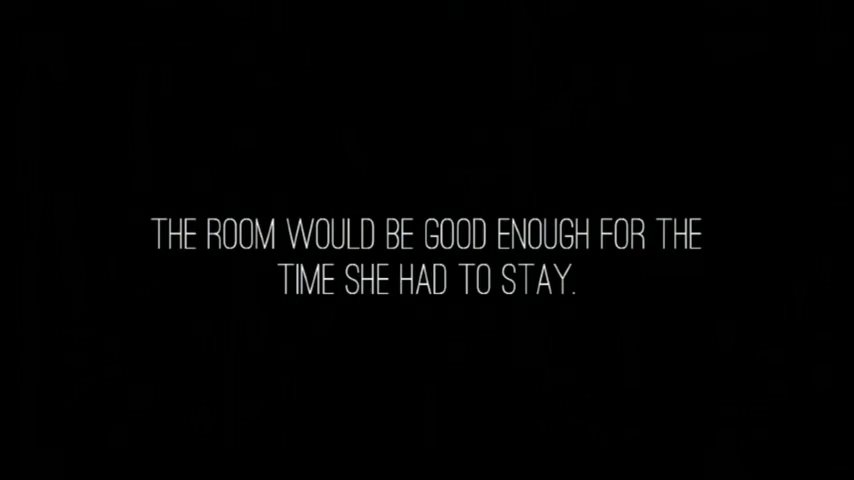 THE ROOM WOULD BE GOOD ENOUGH FOR THE
TIME SHE HAD TO STAY.